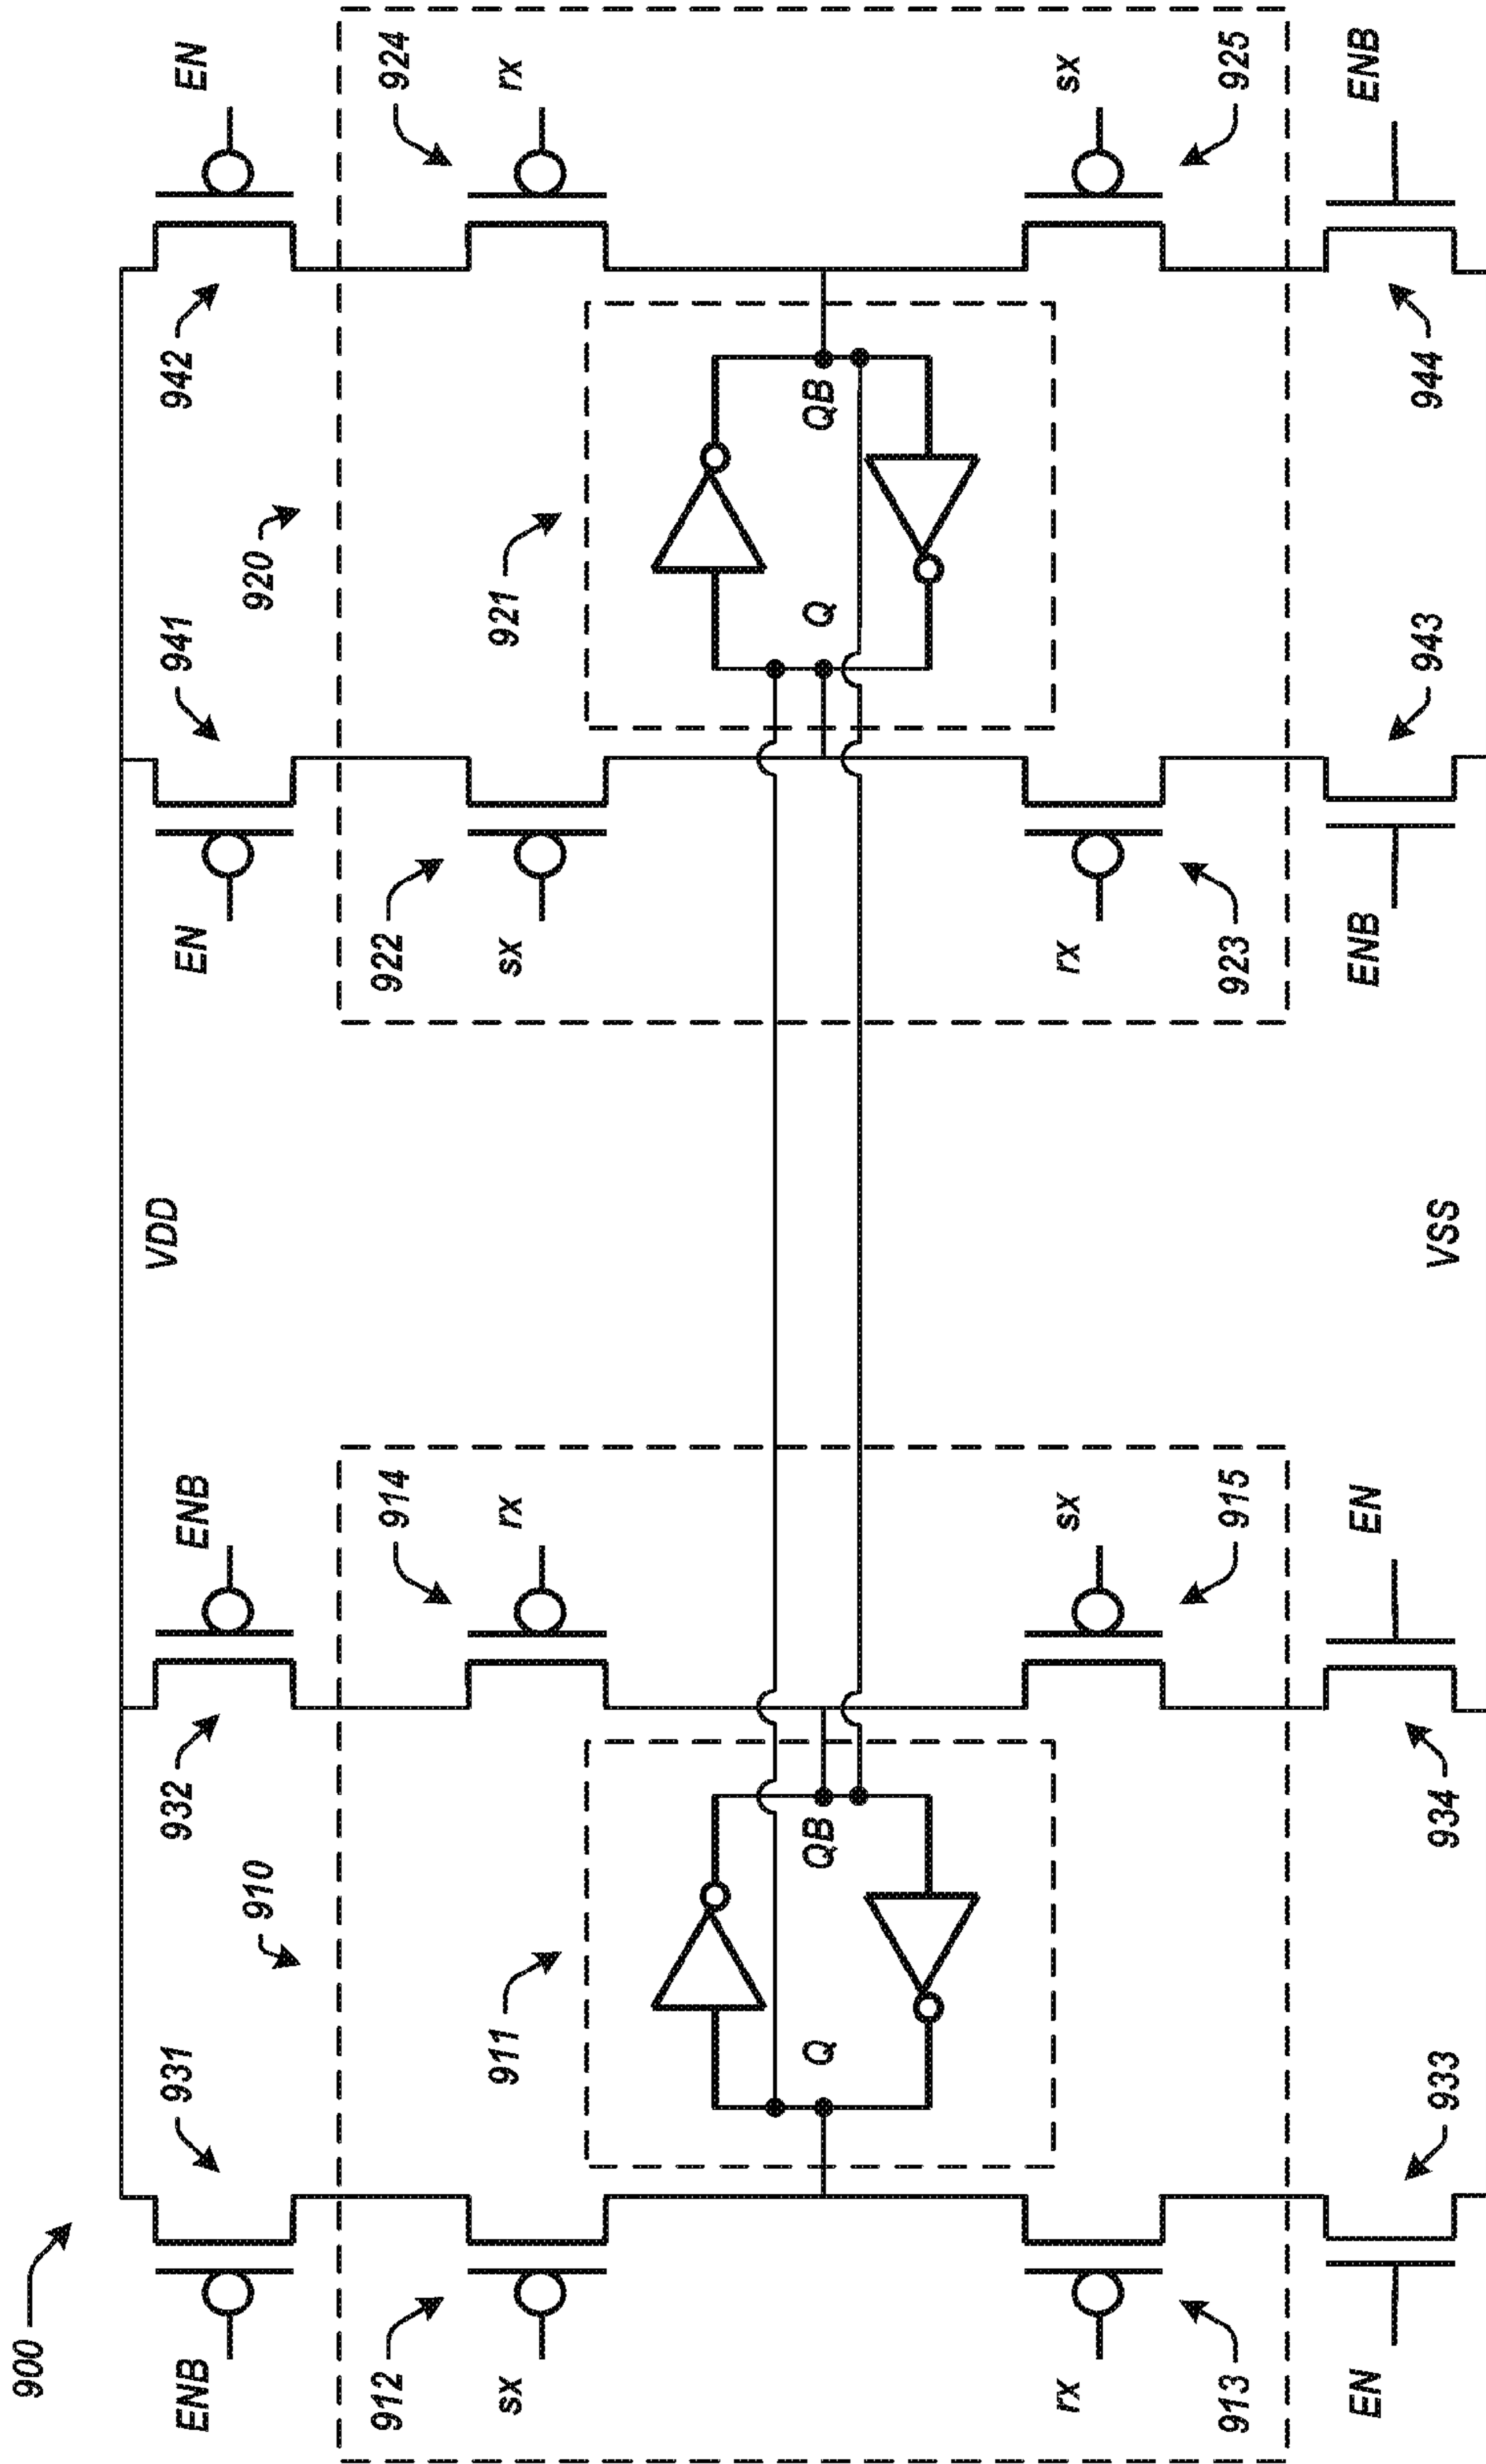 900
ENB 931 932 ENB VDD EN 941 942 EN
910 920
912 914 922 924
sx 911 rx sx 921 rx
Q QB Q QB
rx sx rx sx
913 915 923 925
EN EN ENB ENB
933 934 VSS 943 944